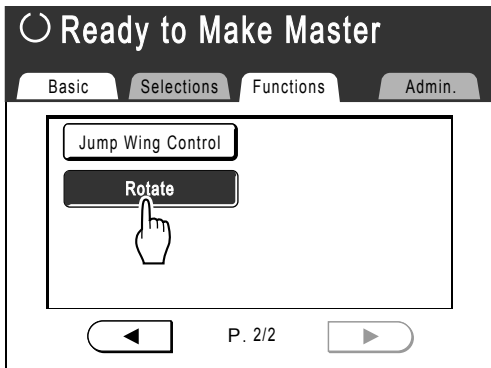 Ready to Make Master
Basic Selections Functions Admin.
Jump Wing Control
Rotate
P. 2/2